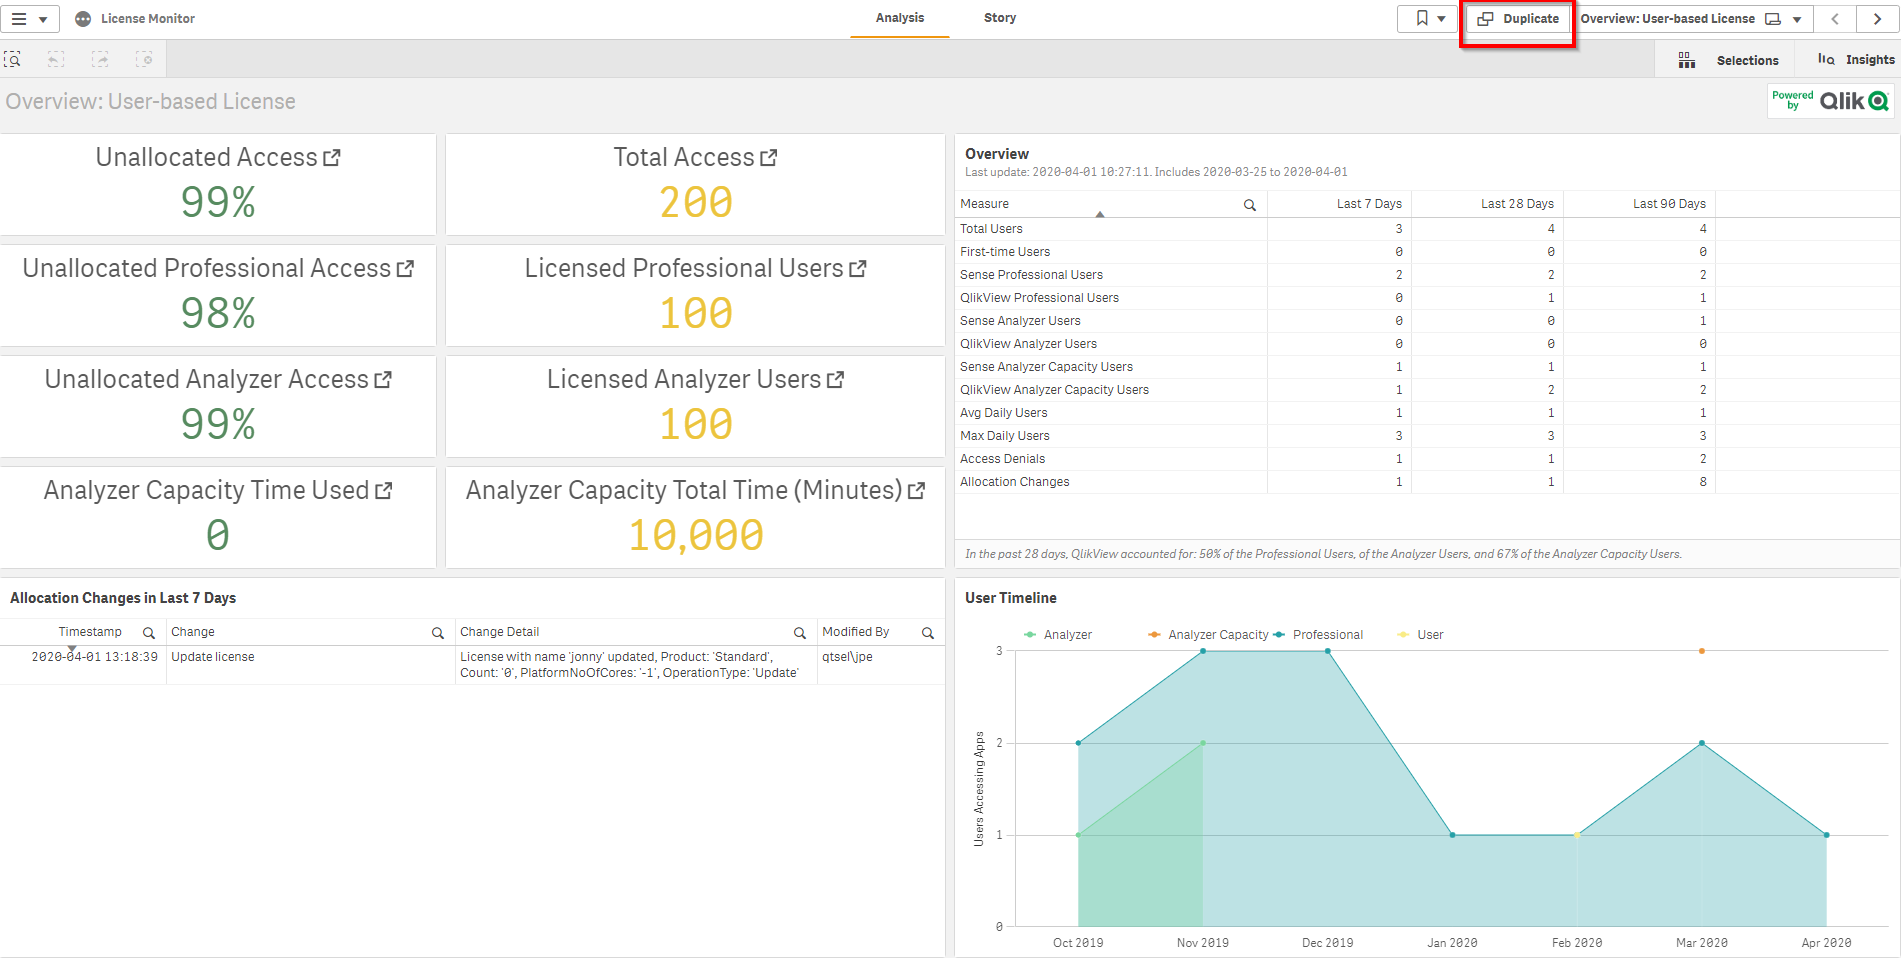 License Monitor
Analysis
Story
Duplicate
Overview: User-based License
Selections
Insights
Overview: User-based License
Powered by Qlik
Unallocated Access
99%
Total Access
200
Unallocated Professional Access
98%
Licensed Professional Users
100
Unallocated Analyzer Access
99%
Licensed Analyzer Users
100
Analyzer Capacity Time Used
0
Analyzer Capacity Total Time (Minutes)
10,000
Overview
Last update: 2020-04-01 10:27:11. Includes 2020-03-25 to 2020-04-01
Measure Last 7 Days Last 28 Days Last 90 Days
Total Users 3 4 4
First-time Users 0 0 0
Sense Professional Users 2 2 2
QlikView Professional Users 0 1 1
Sense Analyzer Users 0 0 1
QlikView Analyzer Users 0 0 0
Sense Analyzer Capacity Users 1 1 1
QlikView Analyzer Capacity Users 1 2 2
Avg Daily Users 1 1 1
Max Daily Users 3 3 3
Access Denials 1 1 2
Allocation Changes 1 1 8
In the past 28 days, QlikView accounted for: 50% of the Professional Users, of the Analyzer Users, and 67% of the Analyzer Capacity Users.
Allocation Changes in Last 7 Days
Timestamp Change Change Detail Modified By
2020-04-01 13:18:39 Update license License with name 'jonny' updated, Product: 'Standard', qtsel\jpe
Count: '0', PlatformNoOfCores: '-1', OperationType: 'Update'
User Timeline
Analyzer Analyzer Capacity Professional User
Users Accessing Apps
3
2
1
0
Oct 2019 Nov 2019 Dec 2019 Jan 2020 Feb 2020 Mar 2020 Apr 2020